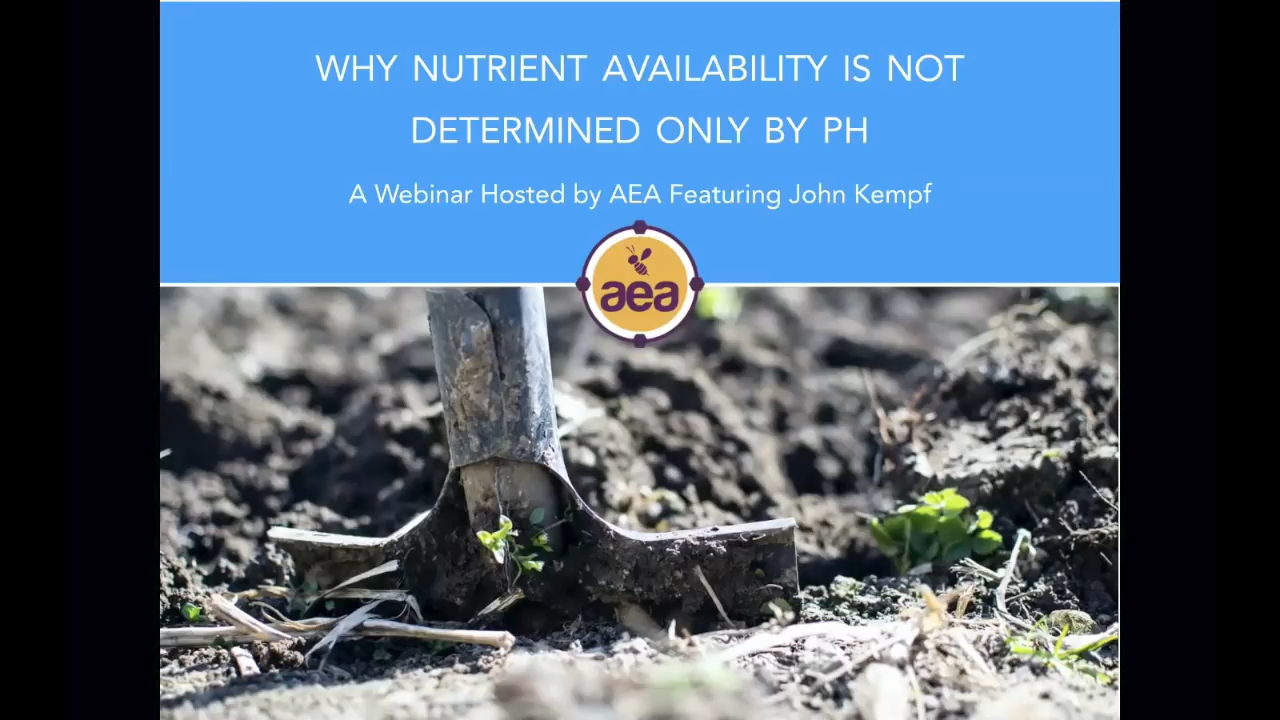 WHY NUTRIENT AVAILABILITY IS NOT
DETERMINED ONLY BY PH
A Webinar Hosted by AEA Featuring John Kempf
aea